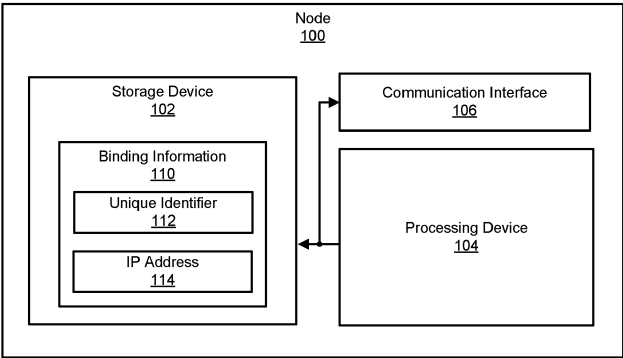 Node
100
Storage Device
102
Binding Information
110
Unique Identifier
112
IP Address
114
Communication Interface
106
Processing Device
104